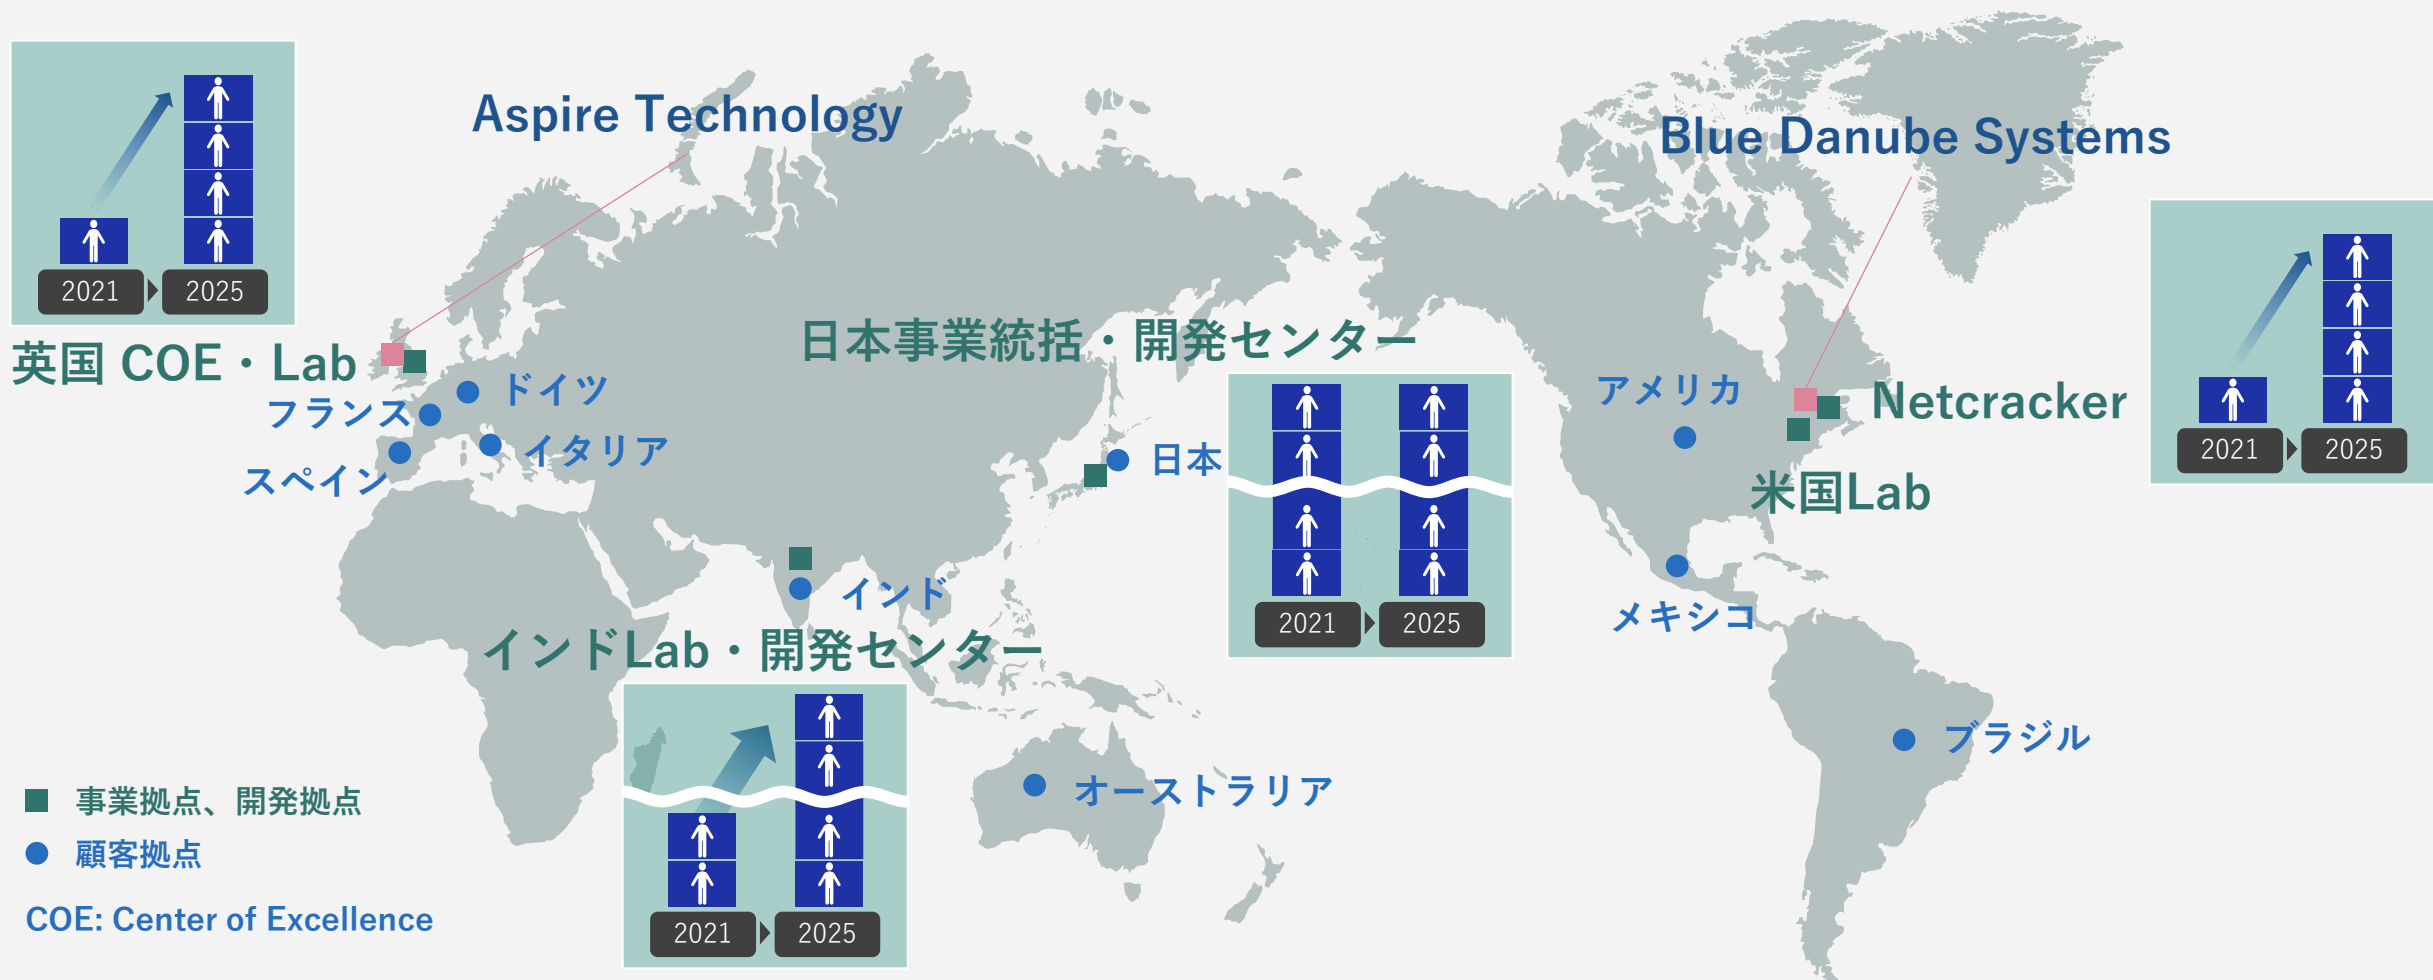 Aspire Technology
Blue Danube Systems
2021
2025
英国 COE・Lab
日本事業統括・開発センター
ドイツ
フランス
イタリア
スペイン
日本
2021
2025
アメリカ
Netcracker
米国Lab
2021
2025
メキシコ
インド
インドLab・開発センター
2021
2025
オーストラリア
ブラジル
事業拠点、開発拠点
顧客拠点
COE: Center of Excellence